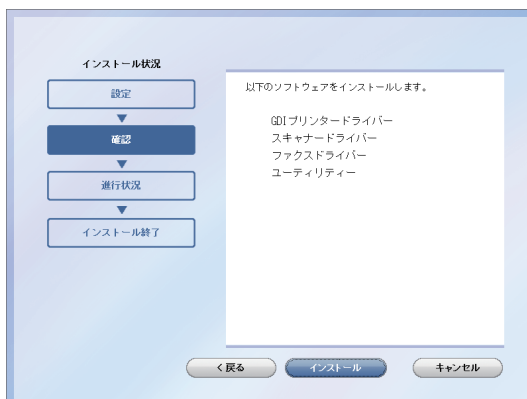 インストール状況
設定
確認
進行状況
インストール終了
以下のソフトウェアをインストールします。
GDIプリンタードライバー
スキャナードライバー
ファクスドライバー
ユーティリティー
< 戻る
インストール
キャンセル